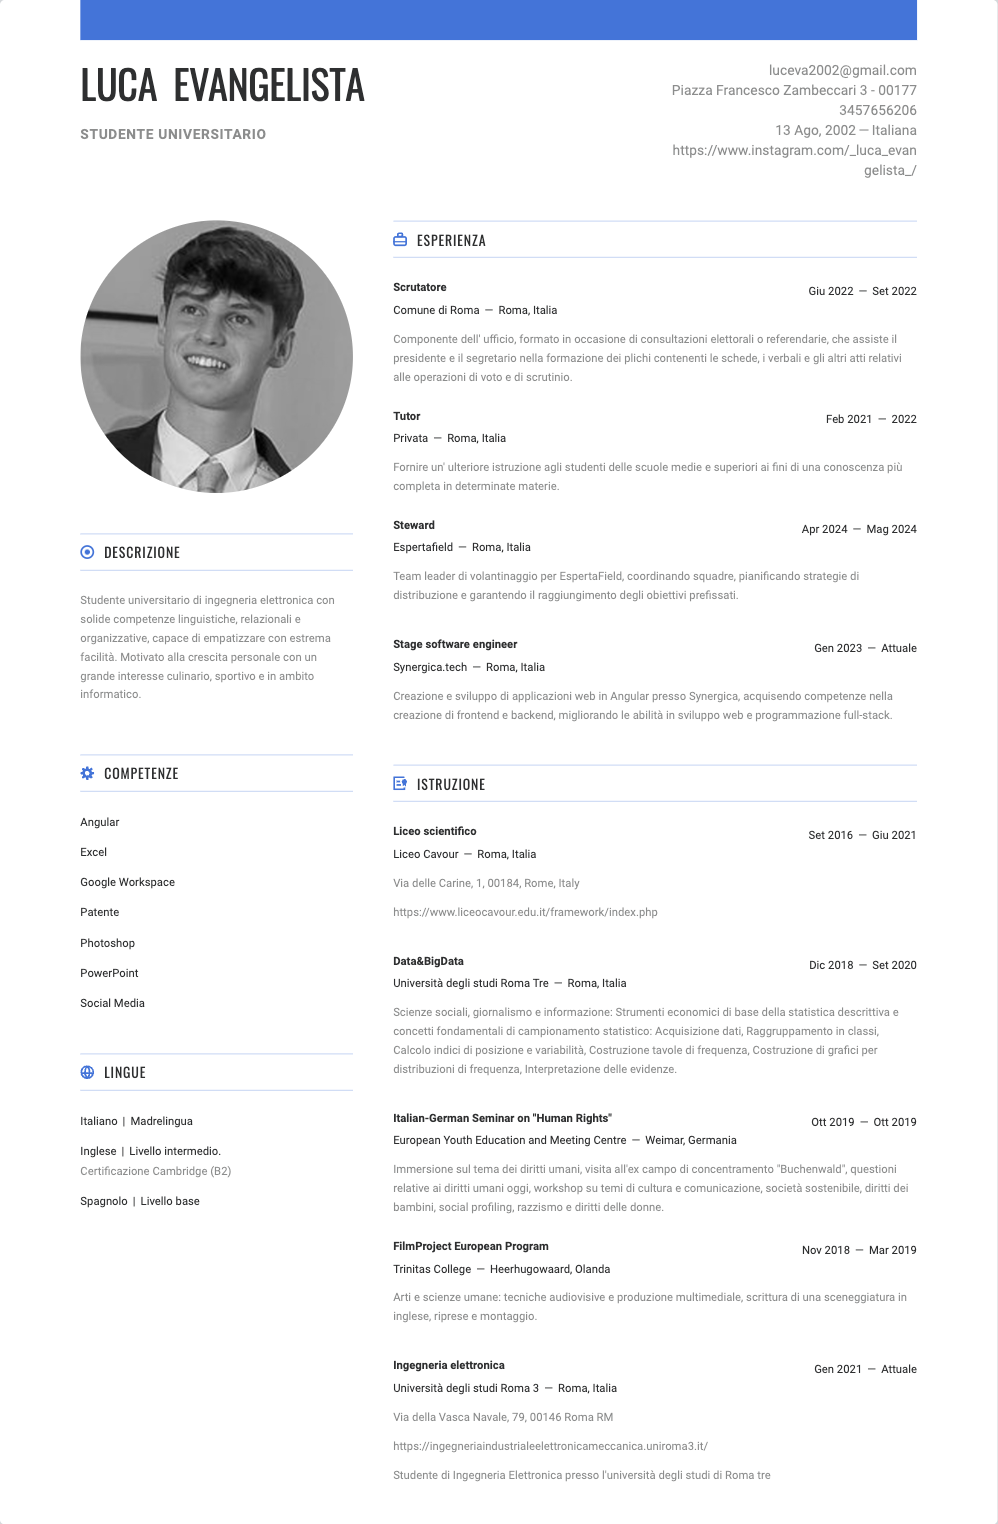 LUCA EVANGELISTA
STUDENTE UNIVERSITARIO
luceva2002@gmail.com
Piazza Francesco Zambeccari 3 - 00177
3457656206
13 Ago, 2002 — Italiana
https://www.instagram.com/_luca_evan
gelista_/
DESCRIZIONE
Studente universitario di ingegneria elettronica con
solide competenze linguistiche, relazionali e
organizzative, capace di empatizzare con estrema
facilità. Motivato alla crescita personale con un
grande interesse culinario, sportivo e in ambito
informatico.
COMPETENZE
Angular
Excel
Google Workspace
Patente
Photoshop
PowerPoint
Social Media
LINGUE
Italiano | Madrelingua
Inglese | Livello intermedio.
Certificazione Cambridge (B2)
Spagnolo | Livello base
ESPERIENZA
Scrutatore
Giu 2022 — Set 2022
Comune di Roma — Roma, Italia
Componente dell' ufficio, formato in occasione di consultazioni elettorali o referendarie, che assiste il
presidente e il segretario nella formazione dei plichi contenenti le schede, i verbali e gli altri atti relativi
alle operazioni di voto e di scrutinio.
Tutor
Feb 2021 — 2022
Privata — Roma, Italia
Fornire un' ulteriore istruzione agli studenti delle scuole medie e superiori ai fini di una conoscenza più
completa in determinate materie.
Steward
Apr 2024 — Mag 2024
Espertafield — Roma, Italia
Team leader di volantinaggio per EspertaField, coordinando squadre, pianificando strategie di
distribuzione e garantendo il raggiungimento degli obiettivi prefissati.
Stage software engineer
Gen 2023 — Attuale
Synergica.tech — Roma, Italia
Creazione e sviluppo di applicazioni web in Angular presso Synergica, acquisendo competenze nella
creazione di frontend e backend, migliorando le abilità in sviluppo web e programmazione full-stack.
ISTRUZIONE
Liceo scientifico
Set 2016 — Giu 2021
Liceo Cavour — Roma, Italia
Via delle Carine, 1, 00184, Rome, Italy
https://www.liceocavour.edu.it/framework/index.php
Data&BigData
Dic 2018 — Set 2020
Università degli studi Roma Tre — Roma, Italia
Scienze sociali, giornalismo e informazione: Strumenti economici di base della statistica descrittiva e
concetti fondamentali di campionamento statistico: Acquisizione dati, Raggruppamento in classi,
Calcolo indici di posizione e variabilità, Costruzione tavole di frequenza, Costruzione di grafici per
distribuzioni di frequenza, Interpretazione delle evidenze.
Italian-German Seminar on "Human Rights"
Ott 2019 — Ott 2019
European Youth Education and Meeting Centre — Weimar, Germania
Immersione sul tema dei diritti umani, visita all'ex campo di concentramento "Buchenwald", questioni
relative ai diritti umani oggi, workshop su temi di cultura e comunicazione, società sostenibile, diritti dei
bambini, social profiling, razzismo e diritti delle donne.
FilmProject European Program
Nov 2018 — Mar 2019
Trinitas College — Heerhugowaard, Olanda
Arti e scienze umane: tecniche audiovisive e produzione multimediale, scrittura di una sceneggiatura in
inglese, riprese e montaggio.
Ingegneria elettronica
Gen 2021 — Attuale
Università degli studi Roma 3 — Roma, Italia
Via della Vasca Navale, 79, 00146 Roma RM
https://ingegneriaindustrialeelettronicameccanica.uniroma3.it/
Studente di Ingegneria Elettronica presso l'università degli studi di Roma tre